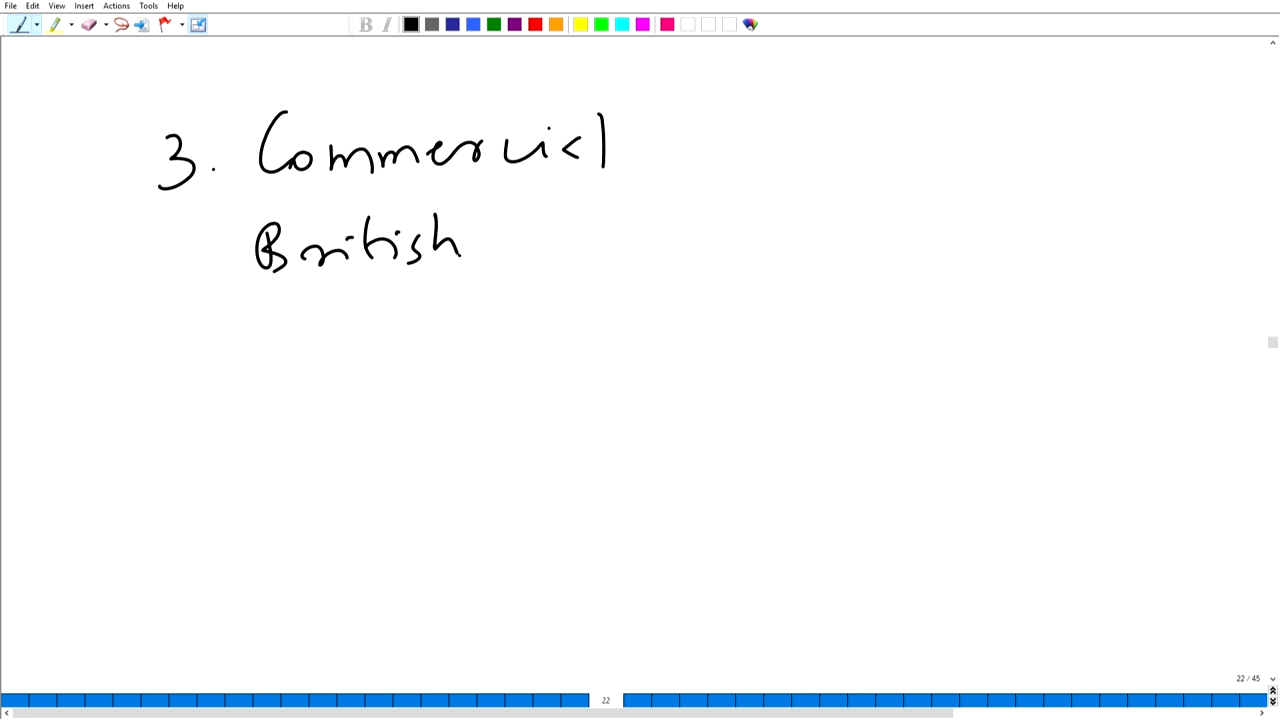 File Edit View Insert Actions Tools Help
B I
3. Commercial
British
22 / 45
22